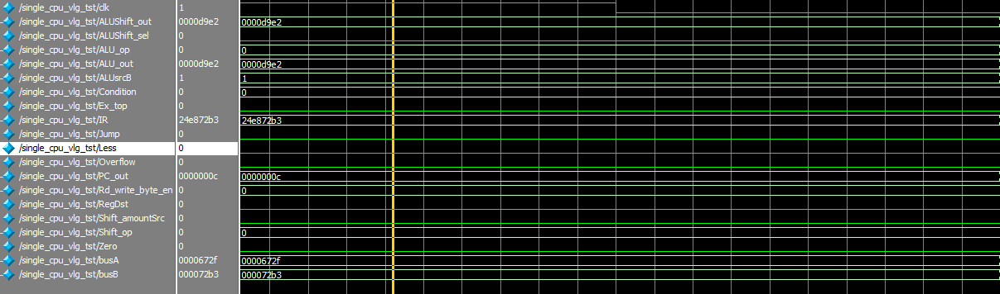 /single_cpu_vlg_tst/clk 1
/single_cpu_vlg_tst/ALUShift_out 0000d9e2 0000d9e2
/single_cpu_vlg_tst/ALUShift_sel 0
/single_cpu_vlg_tst/ALU_op 0 0
/single_cpu_vlg_tst/ALU_out 0000d9e2 0000d9e2
/single_cpu_vlg_tst/ALUsrcB 1 1
/single_cpu_vlg_tst/Condition 0 0
/single_cpu_vlg_tst/Ex_top 0
/single_cpu_vlg_tst/IR 24e872b3 24e872b3
/single_cpu_vlg_tst/Jump 0
/single_cpu_vlg_tst/Less 0
/single_cpu_vlg_tst/Overflow 0
/single_cpu_vlg_tst/PC_out 0000000c 0000000c
/single_cpu_vlg_tst/Rd_write_byte_en 0 0
/single_cpu_vlg_tst/RegDst 0
/single_cpu_vlg_tst/Shift_amountSrc 0
/single_cpu_vlg_tst/Shift_op 0 0
/single_cpu_vlg_tst/Zero 0
/single_cpu_vlg_tst/busA 0000672f 0000672f
/single_cpu_vlg_tst/busB 000072b3 000072b3